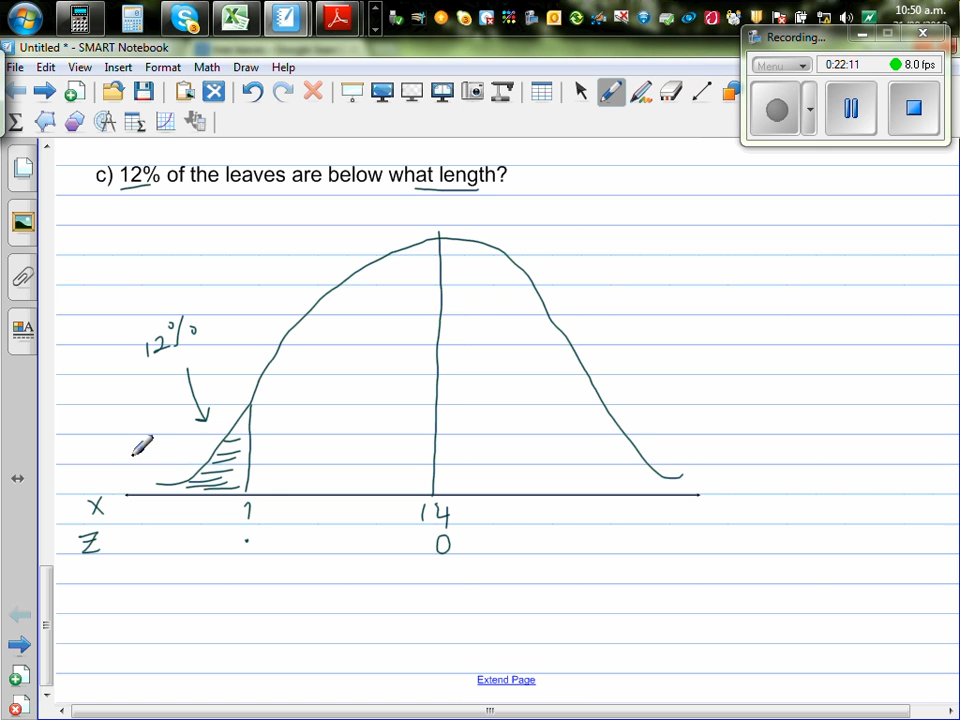 10:50 a.m.
Untitled * - SMART Notebook
Recording...
File Edit View Insert Format Math Draw Help
Menu 0:22:11 8.0 fps
c) 12% of the leaves are below what length?
12%
X ? 14
Z 0
Extend Page